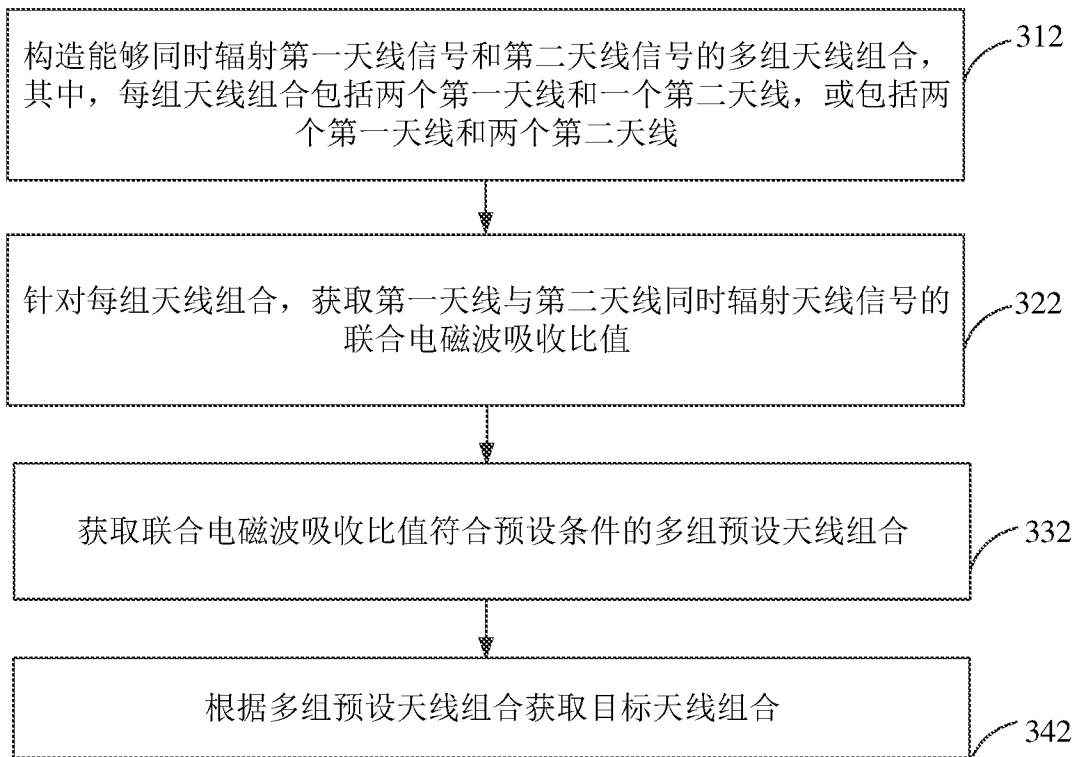 构造能够同时辐射第一天线信号和第二天线信号的多组天线组合，
其中，每组天线组合包括两个第一天线和一个第二天线，或包括两
个第一天线和两个第二天线
312
针对每组天线组合，获取第一天线与第二天线同时辐射天线信号的
联合电磁波吸收比值
322
获取联合电磁波吸收比值符合预设条件的多组预设天线组合
332
根据多组预设天线组合获取目标天线组合
342